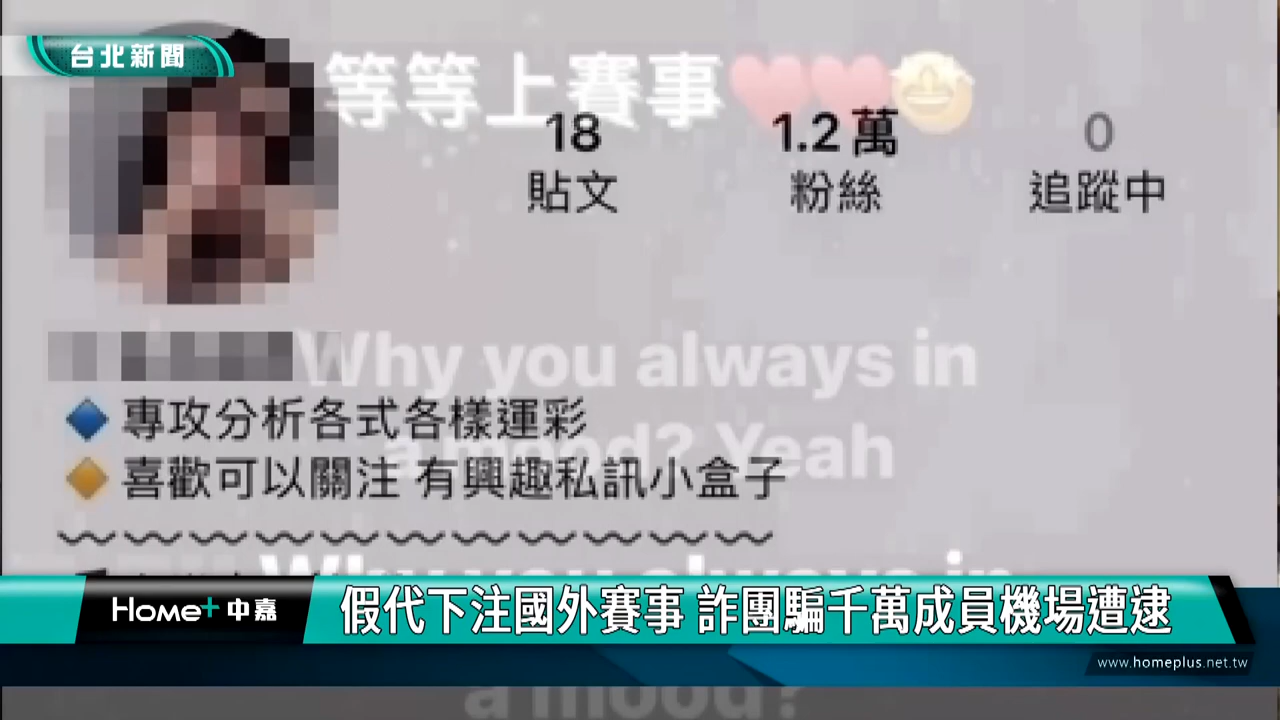 台北新聞
等等上賽事
18 1.2萬 0
貼文 粉絲 追蹤中
Why you always in
a mood? Yeah
專攻分析各式各樣運彩
喜歡可以關注 有興趣私訊小盒子
Why you always in
Home+中嘉
假代下注國外賽事 詐團騙千萬成員機場遭逮
www.homeplus.net.tw
a mood?